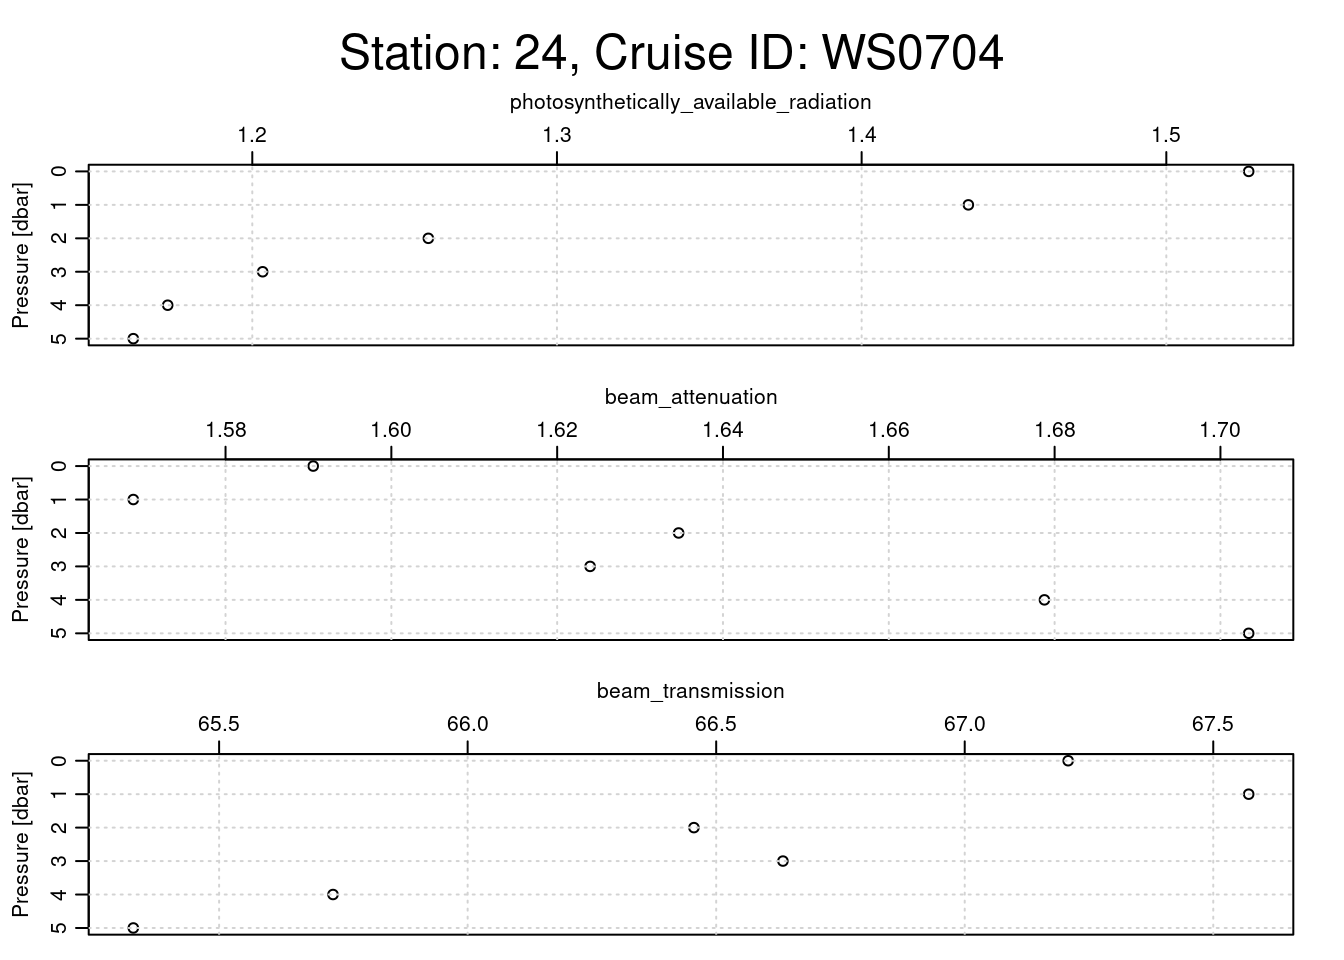 Station: 24, Cruise ID: WS0704
photosynthetically_available_radiation
1.2 1.3 1.4 1.5
Pressure [dbar]
0
1
2
3
4
5
beam_attenuation
1.58 1.60 1.62 1.64 1.66 1.68 1.70
Pressure [dbar]
0
1
2
3
4
5
beam_transmission
65.5 66.0 66.5 67.0 67.5
Pressure [dbar]
0
1
2
3
4
5